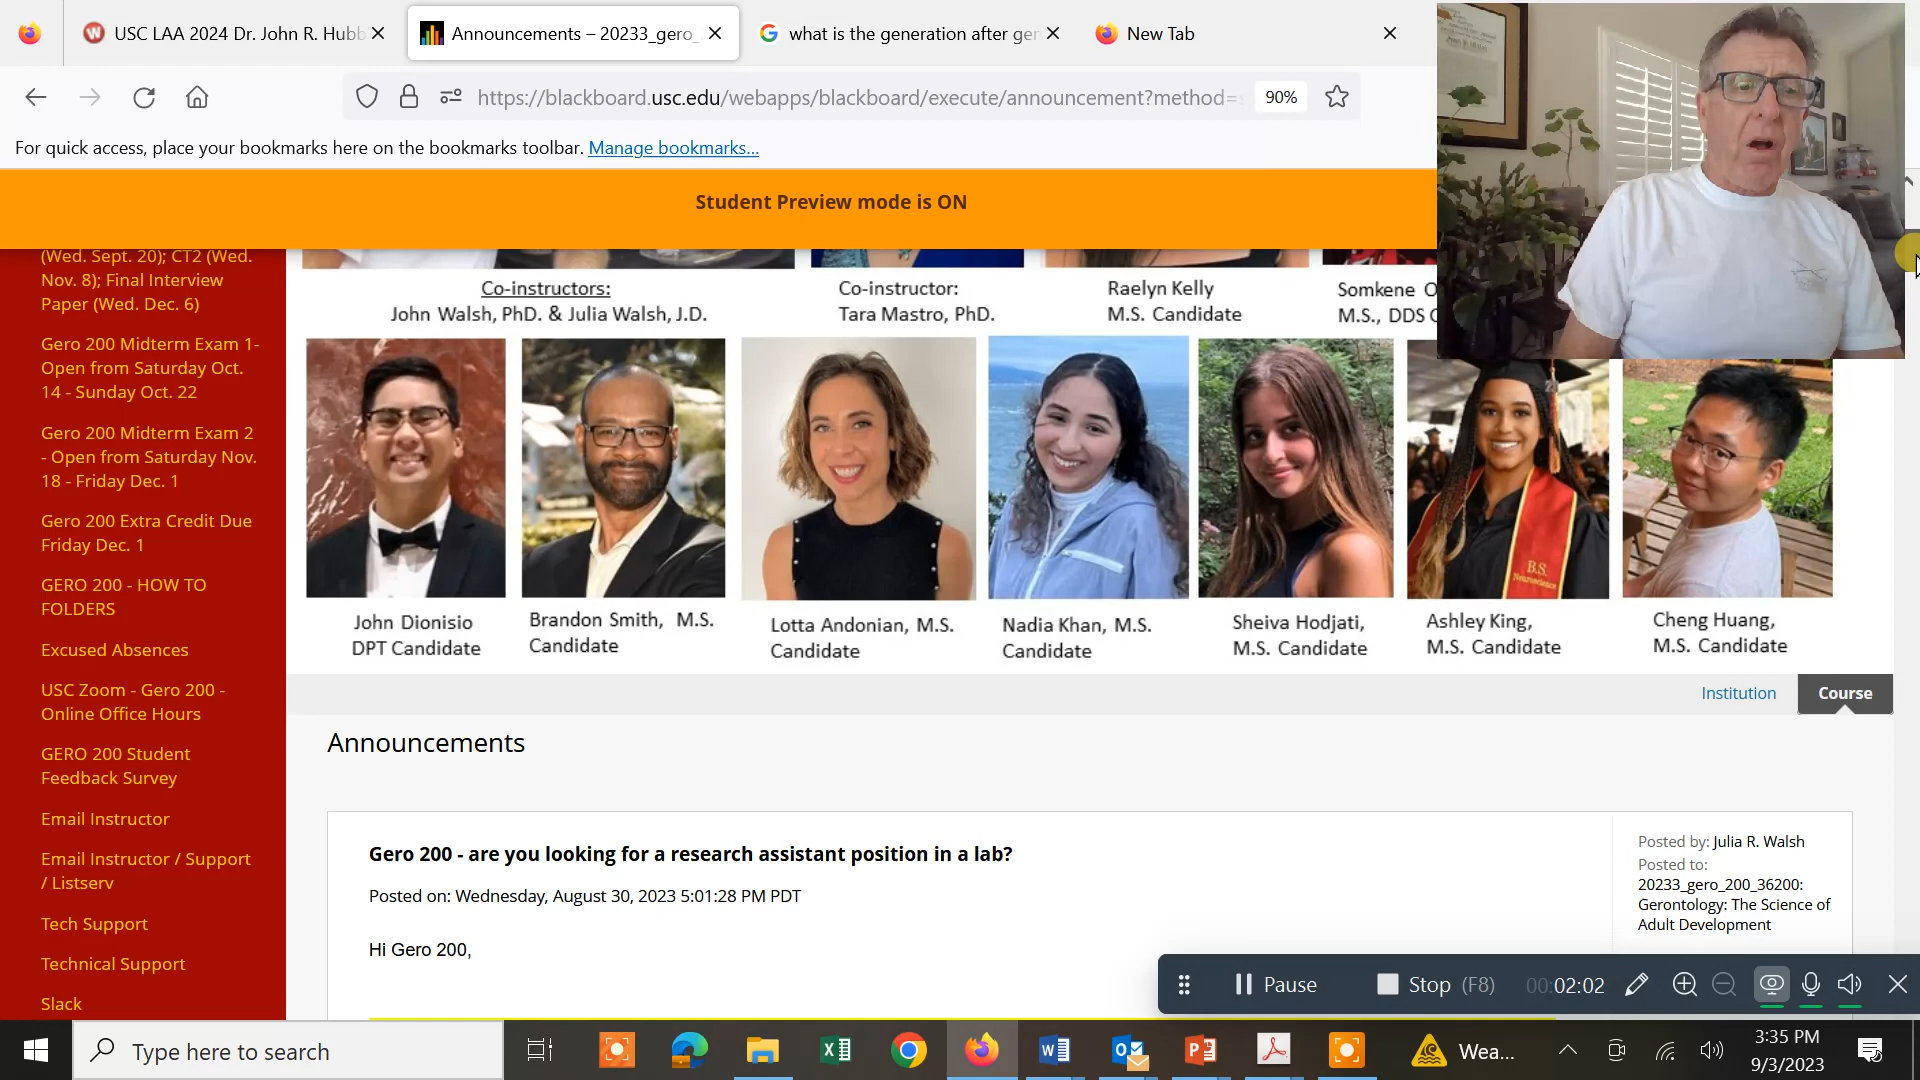 USC LAA 2024 Dr. John R. Hubb
Announcements – 20233_gero_
what is the generation after ger
New Tab
https://blackboard.usc.edu/webapps/blackboard/execute/announcement?method=
90%
For quick access, place your bookmarks here on the bookmarks toolbar. Manage bookmarks...
Student Preview mode is ON
(Wed. Sept. 20); CT2 (Wed.
Nov. 8); Final Interview
Paper (Wed. Dec. 6)
Gero 200 Midterm Exam 1-
Open from Saturday Oct.
14 - Sunday Oct. 22
Gero 200 Midterm Exam 2
- Open from Saturday Nov.
18 - Friday Dec. 1
Gero 200 Extra Credit Due
Friday Dec. 1
GERO 200 - HOW TO
FOLDERS
Excused Absences
USC Zoom - Gero 200 -
Online Office Hours
GERO 200 Student
Feedback Survey
Email Instructor
Email Instructor / Support
/ Listserv
Tech Support
Technical Support
Slack
Co-instructors:
John Walsh, PhD. & Julia Walsh, J.D.
Co-instructor:
Tara Mastro, PhD.
Raelyn Kelly
M.S. Candidate
Somkene O
M.S., DDS C
B.S.
Neuroscience
John Dionisio
DPT Candidate
Brandon Smith, M.S.
Candidate
Lotta Andonian, M.S.
Candidate
Nadia Khan, M.S.
Candidate
Sheiva Hodjati,
M.S. Candidate
Ashley King,
M.S. Candidate
Cheng Huang,
M.S. Candidate
Institution
Course
Announcements
Gero 200 - are you looking for a research assistant position in a lab?
Posted on: Wednesday, August 30, 2023 5:01:28 PM PDT
Hi Gero 200,
Posted by: Julia R. Walsh
Posted to:
20233_gero_200_36200:
Gerontology: The Science of
Adult Development
Pause
Stop (F8)
00:02:02
Type here to search
Wea...
3:35 PM
9/3/2023